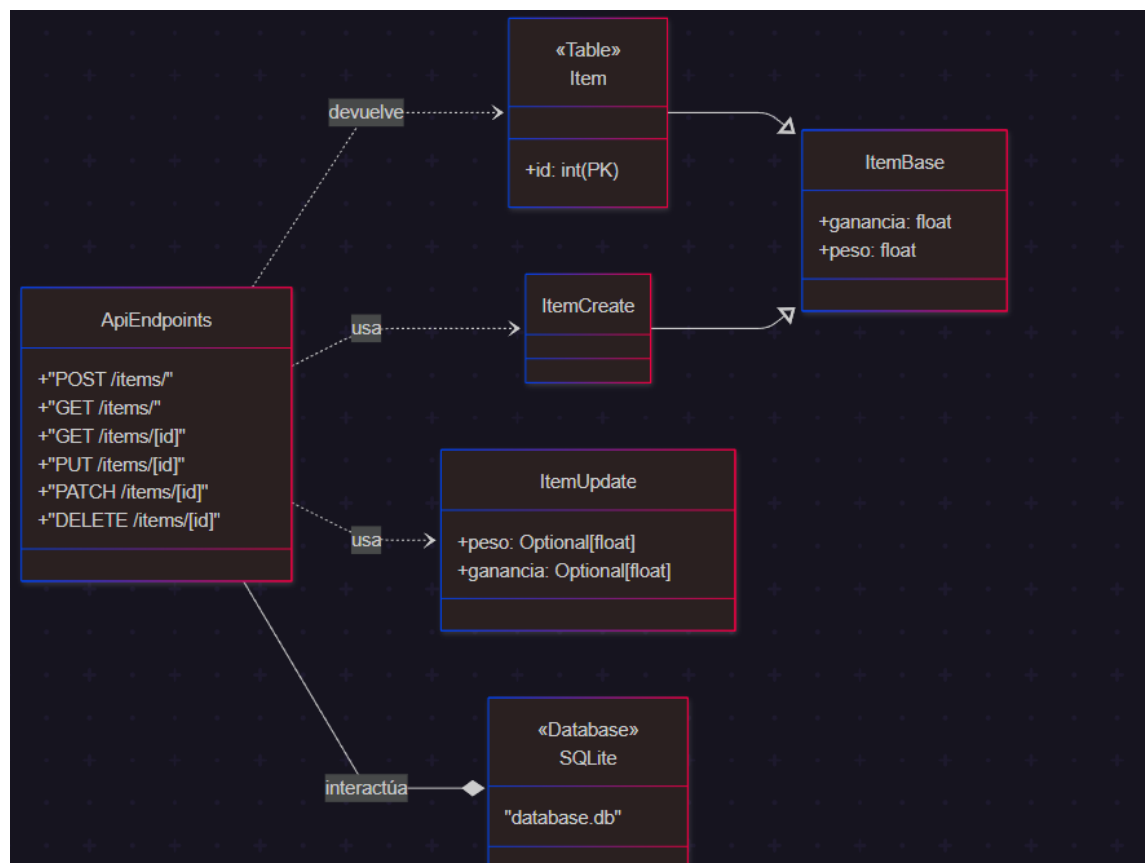 «Table»
Item
+id: int(PK)
devuelve
ItemBase
+ganancia: float
+peso: float
ItemCreate
usa
ApiEndpoints
+"POST /items/"
+"GET /items/"
+"GET /items/[id]"
+"PUT /items/[id]"
+"PATCH /items/[id]"
+"DELETE /items/[id]"
ItemUpdate
+peso: Optional[float]
+ganancia: Optional[float]
usa
«Database»
SQLite
"database.db"
interactúa